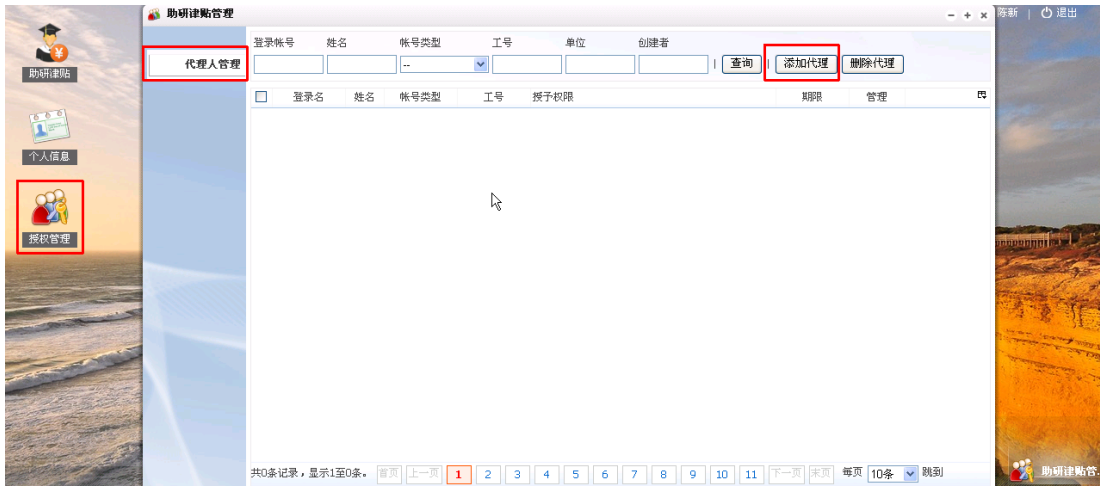 助研津贴管理
－ + × 陈新 | 退出
助研津贴
个人信息
授权管理
代理人管理
登录帐号 姓名 帐号类型 工号 单位 创建者
-- | 查询 | 添加代理 删除代理
登录名 姓名 帐号类型 工号 授予权限 期限 管理
共0条记录，显示1至0条。 首页 上一页 1 2 3 4 5 6 7 8 9 10 11 下一页 末页 每页 10条 跳到
助研津贴管.